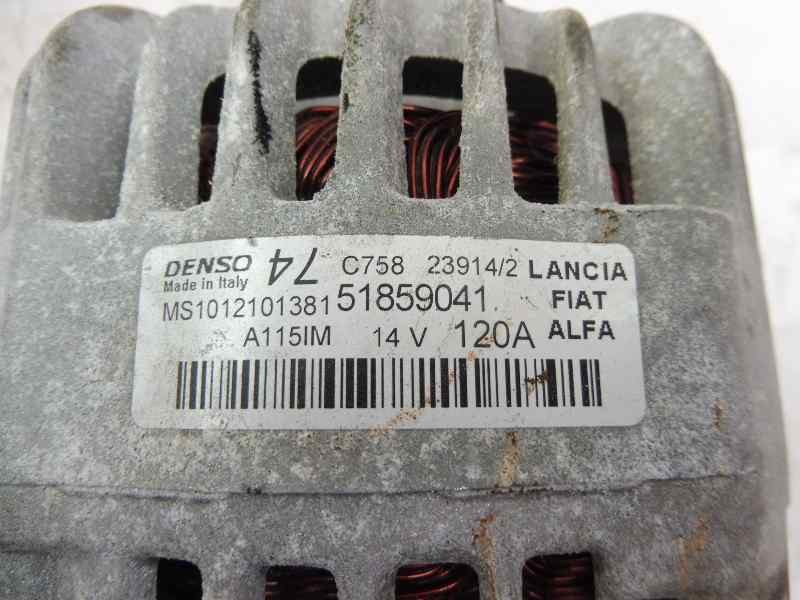 DENSO 74 C758 23914/2 LANCIA
Made in Italy
MS1012101381 51859041 FIAT
A115IM 14 V 120A ALFA